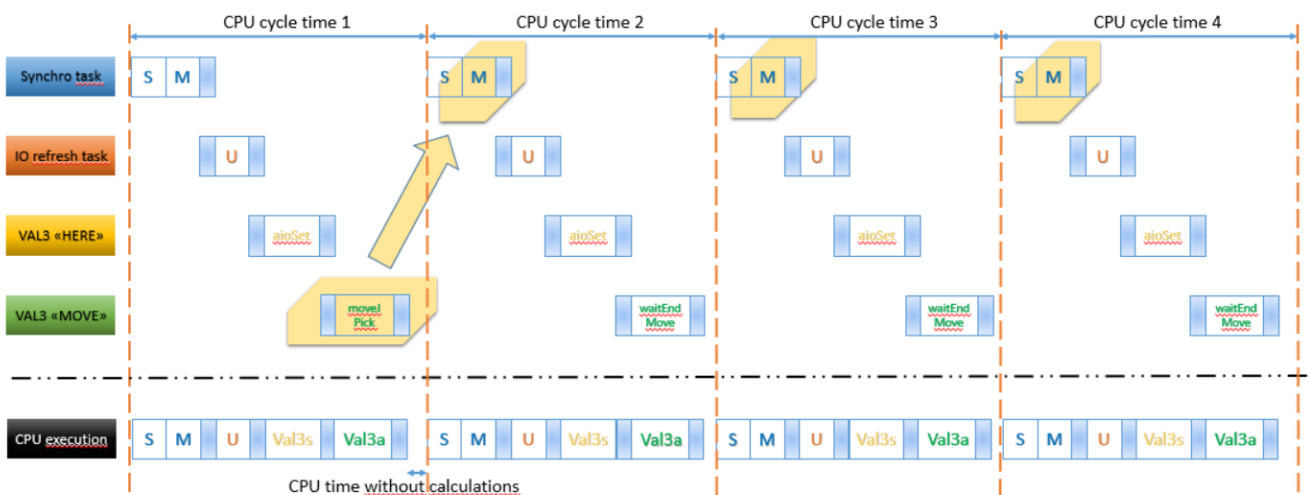 CPU cycle time 1 CPU cycle time 2 CPU cycle time 3 CPU cycle time 4
Synchro task S M S M S M S M
IO refresh task U U U U
VAL3 «HERE» aioSet aioSet aioSet aioSet
VAL3 «MOVE» moveJ waitEnd waitEnd waitEnd
Pick Move Move Move
CPU execution S M U Val3s Val3a S M U Val3s Val3a S M U Val3s Val3a S M U Val3s Val3a
CPU time without calculations